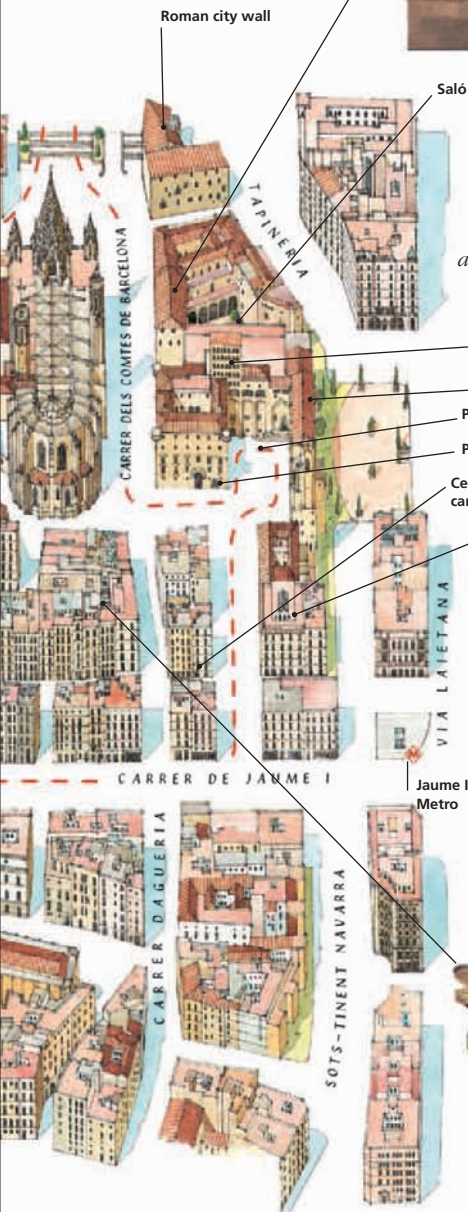 Roman city wall
Saló
TAPINERIA
a
CARRER DELS COMTES DE BARCELONA
P
P
Ce
car
VIA LAIETANA
CARRER DE JAUME I
Jaume I
Metro
CARRER DAGUERIA
SOTS-TINENT NAVARRA